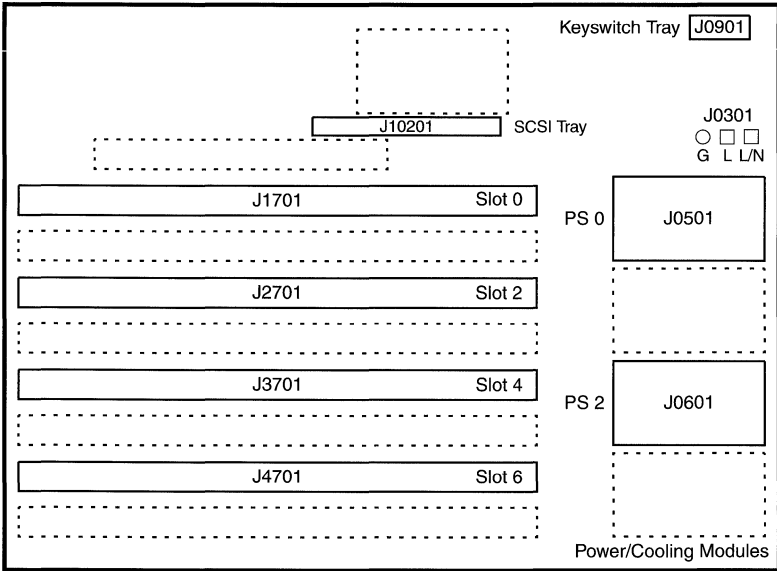 Keyswitch Tray J0901
J10201 SCSI Tray
J0301
G L L/N
J1701 Slot 0
PS 0 J0501
J2701 Slot 2
J3701 Slot 4
PS 2 J0601
J4701 Slot 6
Power/Cooling Modules